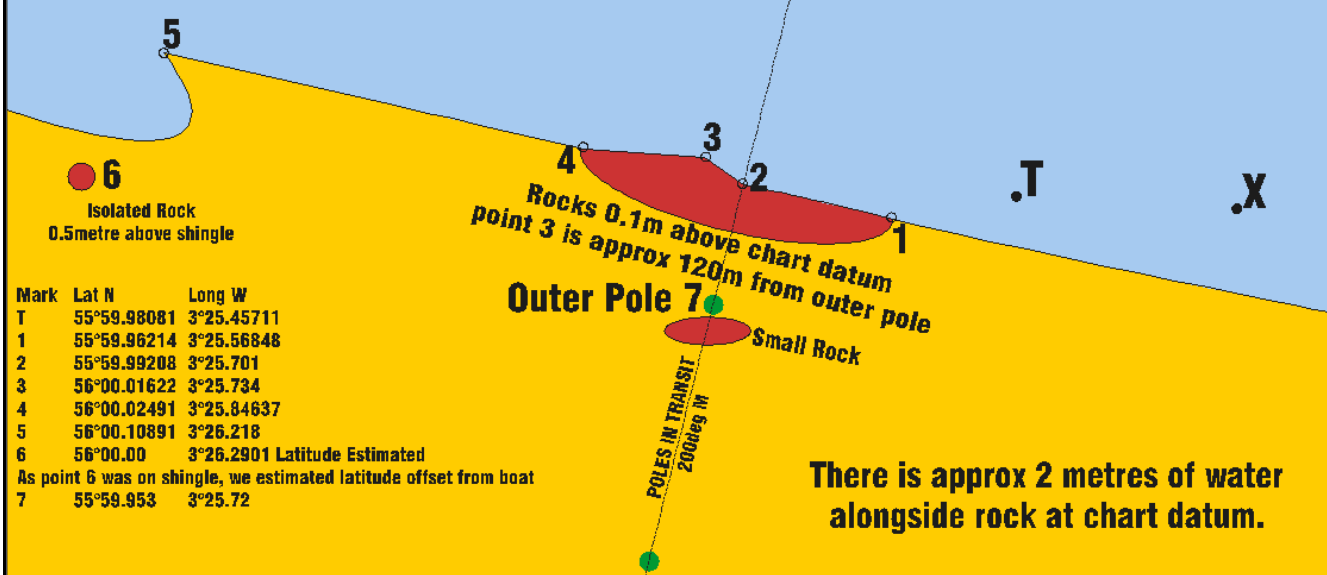 5
3
4
2
T
6
X
Isolated Rock
0.5metre above shingle
Rocks 0.1m above chart datum
point 3 is approx 120m from outer pole
1
Outer Pole 7
Small Rock
POLES IN TRANSIT
200deg M
Mark Lat N Long W
T 55°59.98081 3°25.45711
1 55°59.96214 3°25.56848
2 55°59.99208 3°25.701
3 56°00.01622 3°25.734
4 56°00.02491 3°25.84637
5 56°00.10891 3°26.218
6 56°00.00 3°26.2901 Latitude Estimated
As point 6 was on shingle, we estimated latitude offset from boat
7 55°59.953 3°25.72
There is approx 2 metres of water
alongside rock at chart datum.